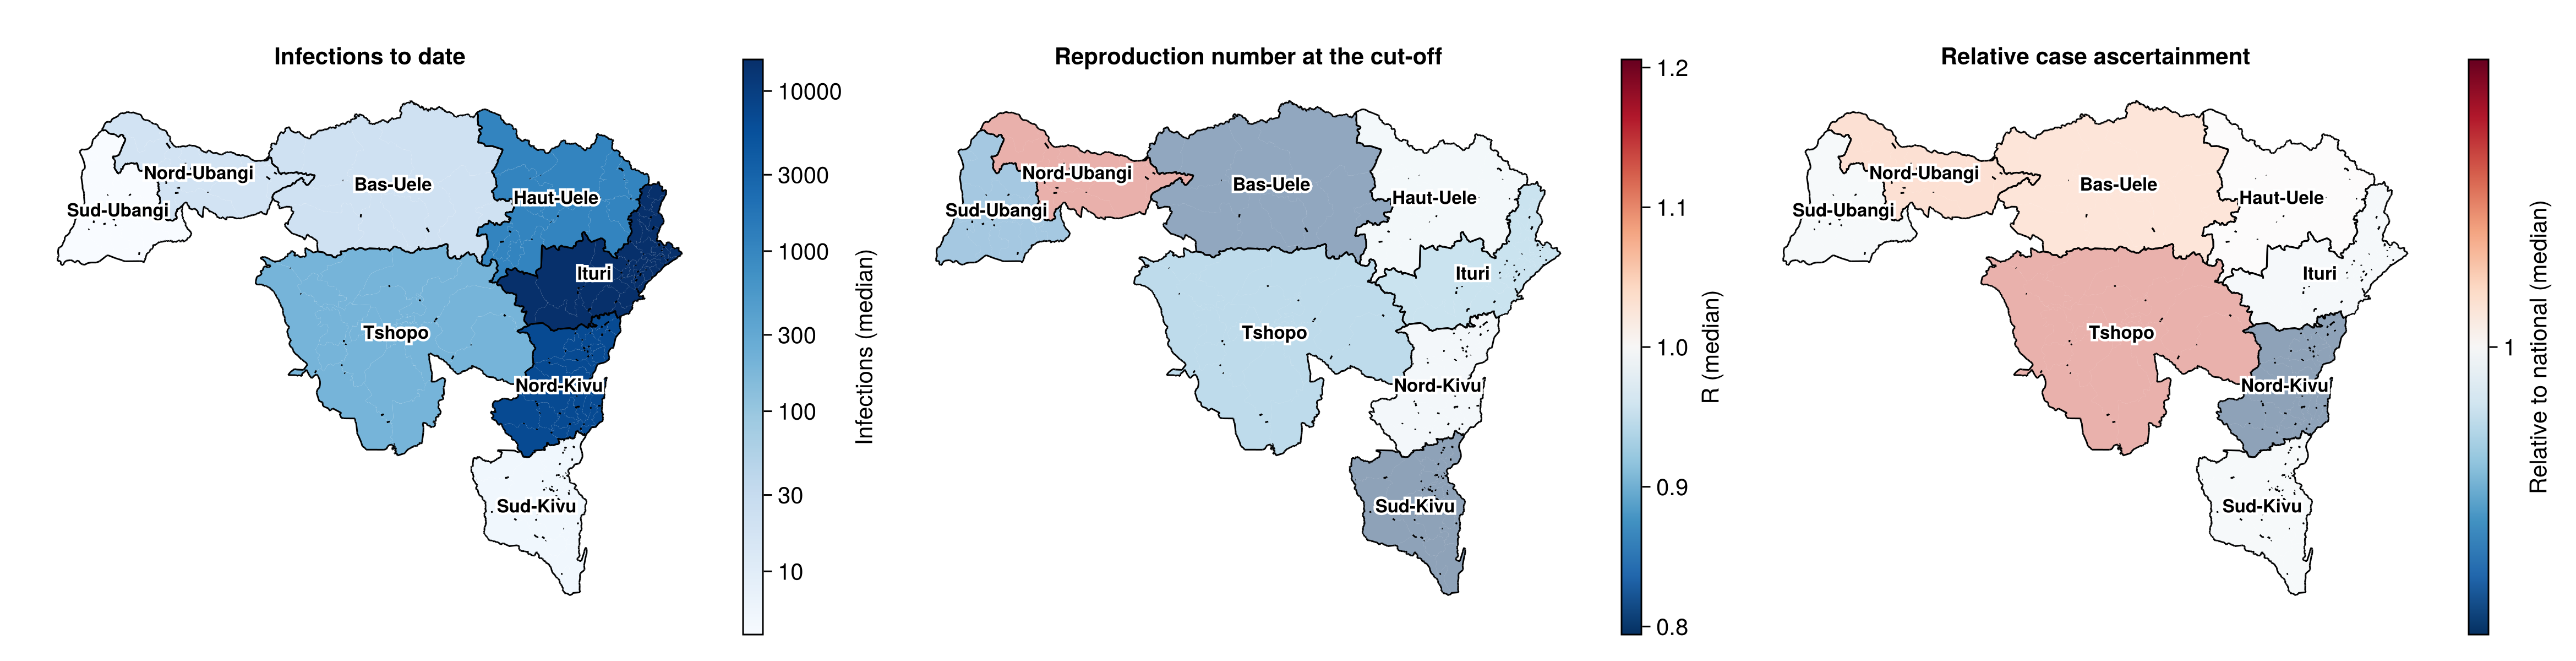 Infections to date
Nord-Ubangi
Sud-Ubangi
Bas-Uele
Haut-Uele
Ituri
Tshopo
Nord-Kivu
Sud-Kivu
10000
3000
1000
300
100
30
10
Infections (median)
Reproduction number at the cut-off
Nord-Ubangi
Sud-Ubangi
Bas-Uele
Haut-Uele
Ituri
Tshopo
Nord-Kivu
Sud-Kivu
1.2
1.1
1.0
0.9
0.8
R (median)
Relative case ascertainment
Nord-Ubangi
Sud-Ubangi
Bas-Uele
Haut-Uele
Ituri
Tshopo
Nord-Kivu
Sud-Kivu
1
Relative to national (median)